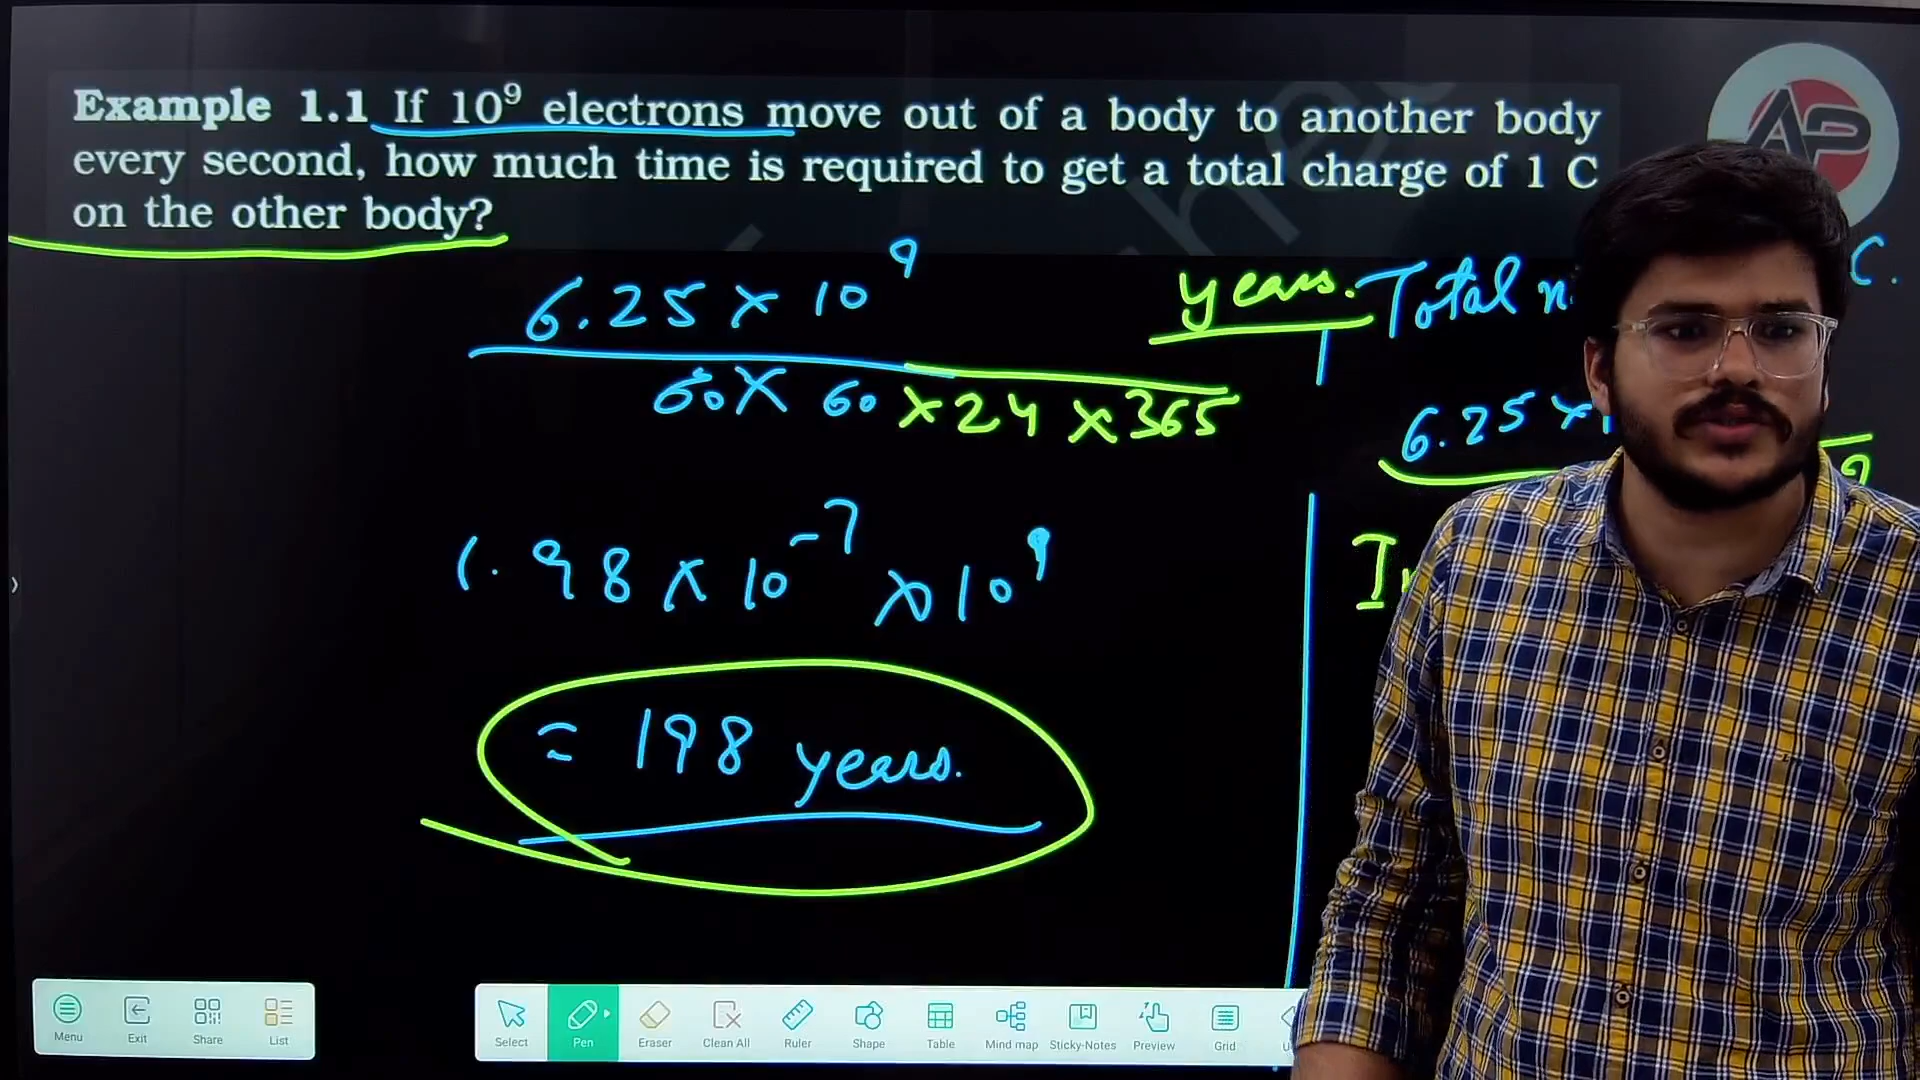 Example 1.1 If 10⁹ electrons move out of a body to another body
every second, how much time is required to get a total charge of 1 C
on the other body?
AP
6.25 × 10⁹
60 × 60 × 24 × 365
years.
Total n
C.
6.25 ×
1.98 × 10⁻⁷ × 10⁹
= 198 years.
Menu Exit Share List
Select Pen Eraser Clean All Ruler Shape Table Mind map Sticky-Notes Preview Grid